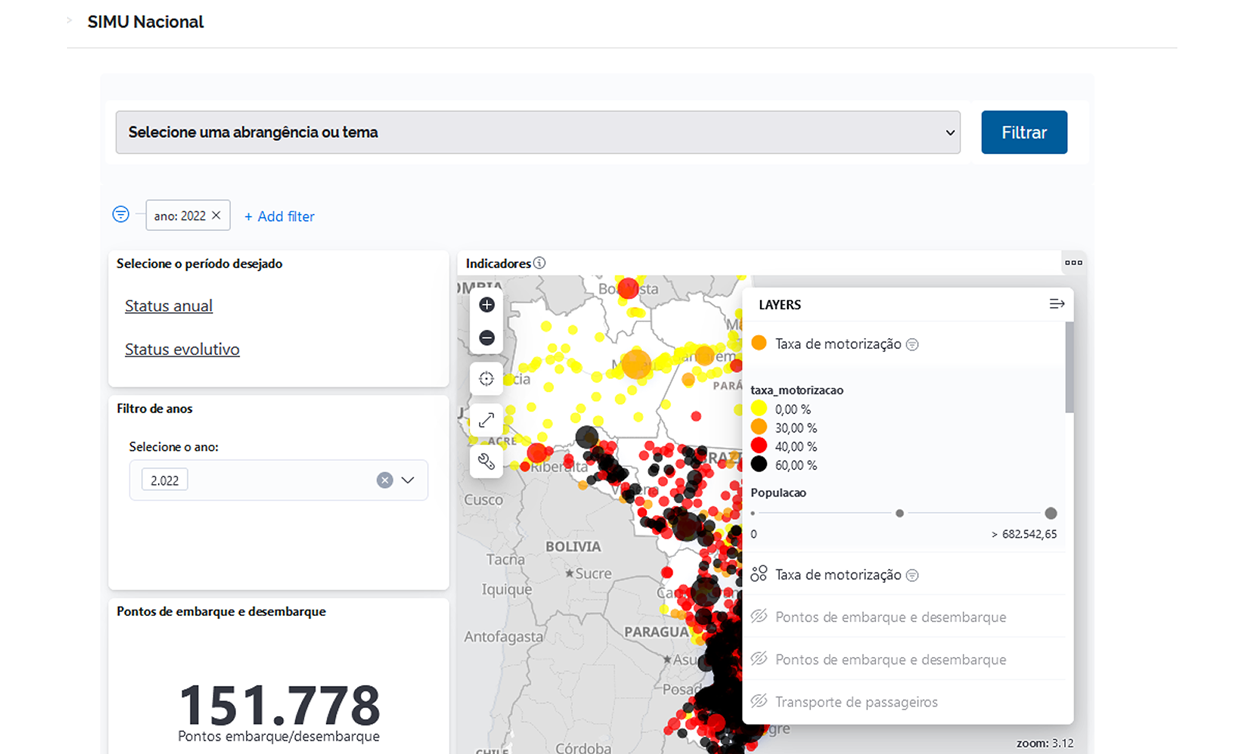 SIMU Nacional
Selecione uma abrangência ou tema
Filtrar
ano: 2022 ×
+ Add filter
Selecione o período desejado
Status anual
Status evolutivo
Filtro de anos
Selecione o ano:
2.022
Pontos de embarque e desembarque
151.778
Pontos embarque/desembarque
Indicadores
LAYERS
Taxa de motorização
taxa_motorizacao
0,00 %
30,00 %
40,00 %
60,00 %
Populacao
0
> 682.542,65
Taxa de motorização
Pontos de embarque e desembarque
Pontos de embarque e desembarque
Transporte de passageiros
ACRE
Riberalta
Cusco
BOLIVIA
Tacna
Sucre
Iquique
Antofagasta
PARAGUA
Asu
Posad
CHILE
Córdoba
PARÁ
zoom: 3.12